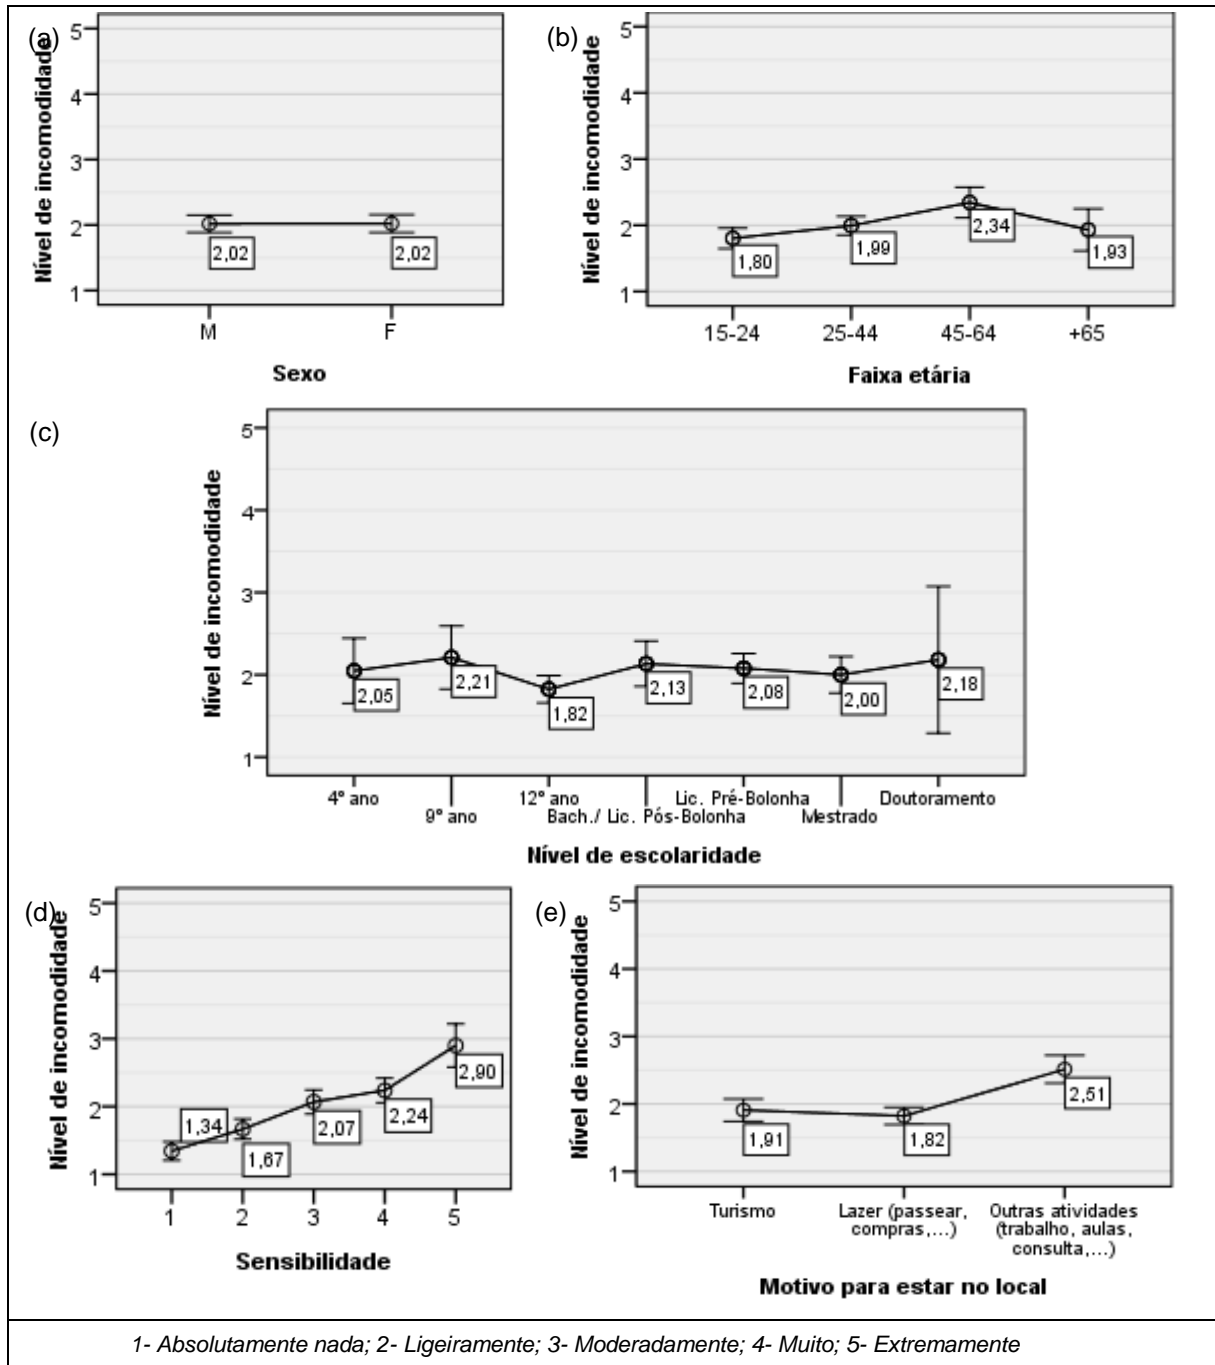 (a)
Nível de incomodidade
5
4
3
2
1
2,02
2,02
M
F
Sexo
(b)
Nível de incomodidade
5
4
3
2
1
1,80
1,99
2,34
1,93
15-24
25-44
45-64
+65
Faixa etária
(c)
Nível de incomodidade
5
4
3
2
1
2,05
2,21
1,82
2,13
2,08
2,00
2,18
4º ano
9º ano
12º ano
Bach./ Lic. Pós-Bolonha
Lic. Pré-Bolonha
Mestrado
Doutoramento
Nível de escolaridade
(d)
Nível de incomodidade
5
4
3
2
1
1,34
1,67
2,07
2,24
2,90
1
2
3
4
5
Sensibilidade
(e)
Nível de incomodidade
5
4
3
2
1
1,91
1,82
2,51
Turismo
Lazer (passear,
compras,...)
Outras atividades
(trabalho, aulas,
consulta,...)
Motivo para estar no local
1- Absolutamente nada; 2- Ligeiramente; 3- Moderadamente; 4- Muito; 5- Extremamente